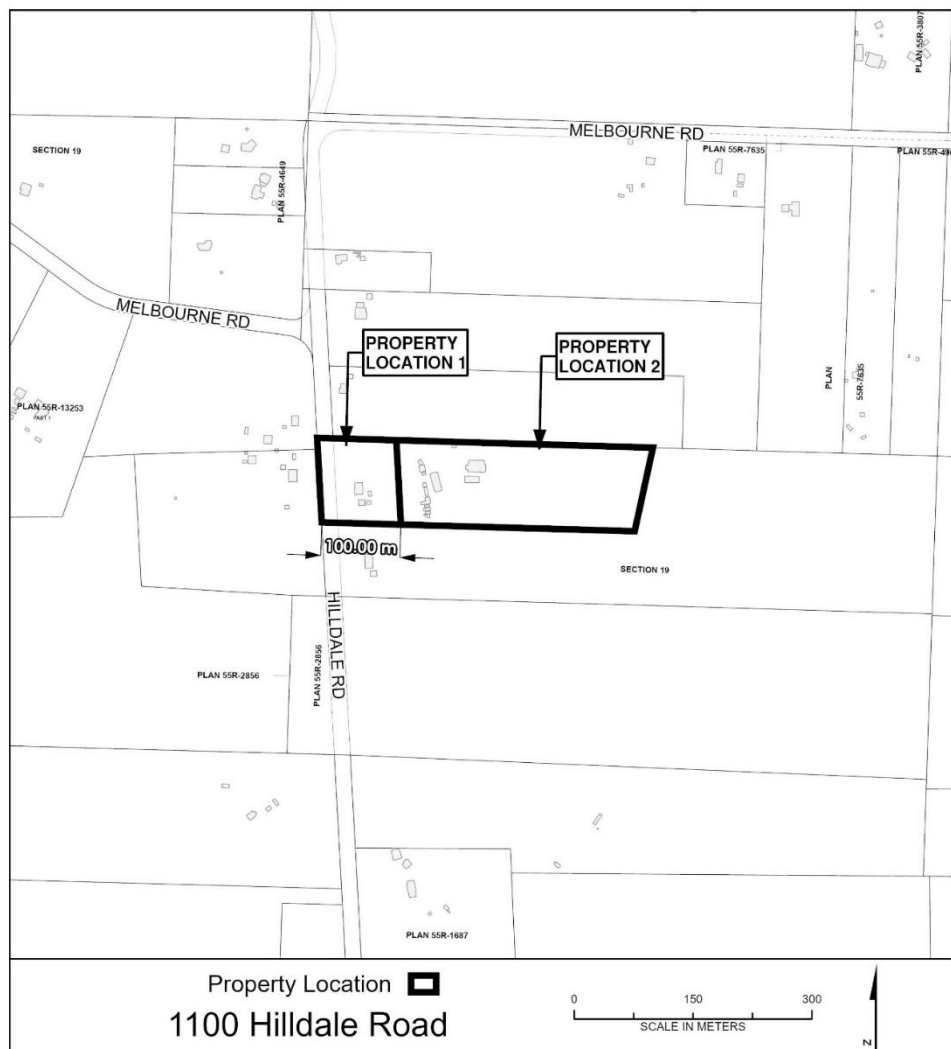 PLAN 55R-3807
MELBOURNE RD
SECTION 19
PLAN 55R-7635
PLAN 55R-4649
MELBOURNE RD
PROPERTY
LOCATION 1
PROPERTY
LOCATION 2
PLAN
55R-7635
PLAN 55R-13253
PART 1
100.00 m
SECTION 19
HILLDALE RD
PLAN 55R-2856
PLAN 55R-2856
PLAN 55R-1687
Property Location
1100 Hilldale Road
0 150 300
SCALE IN METERS
N